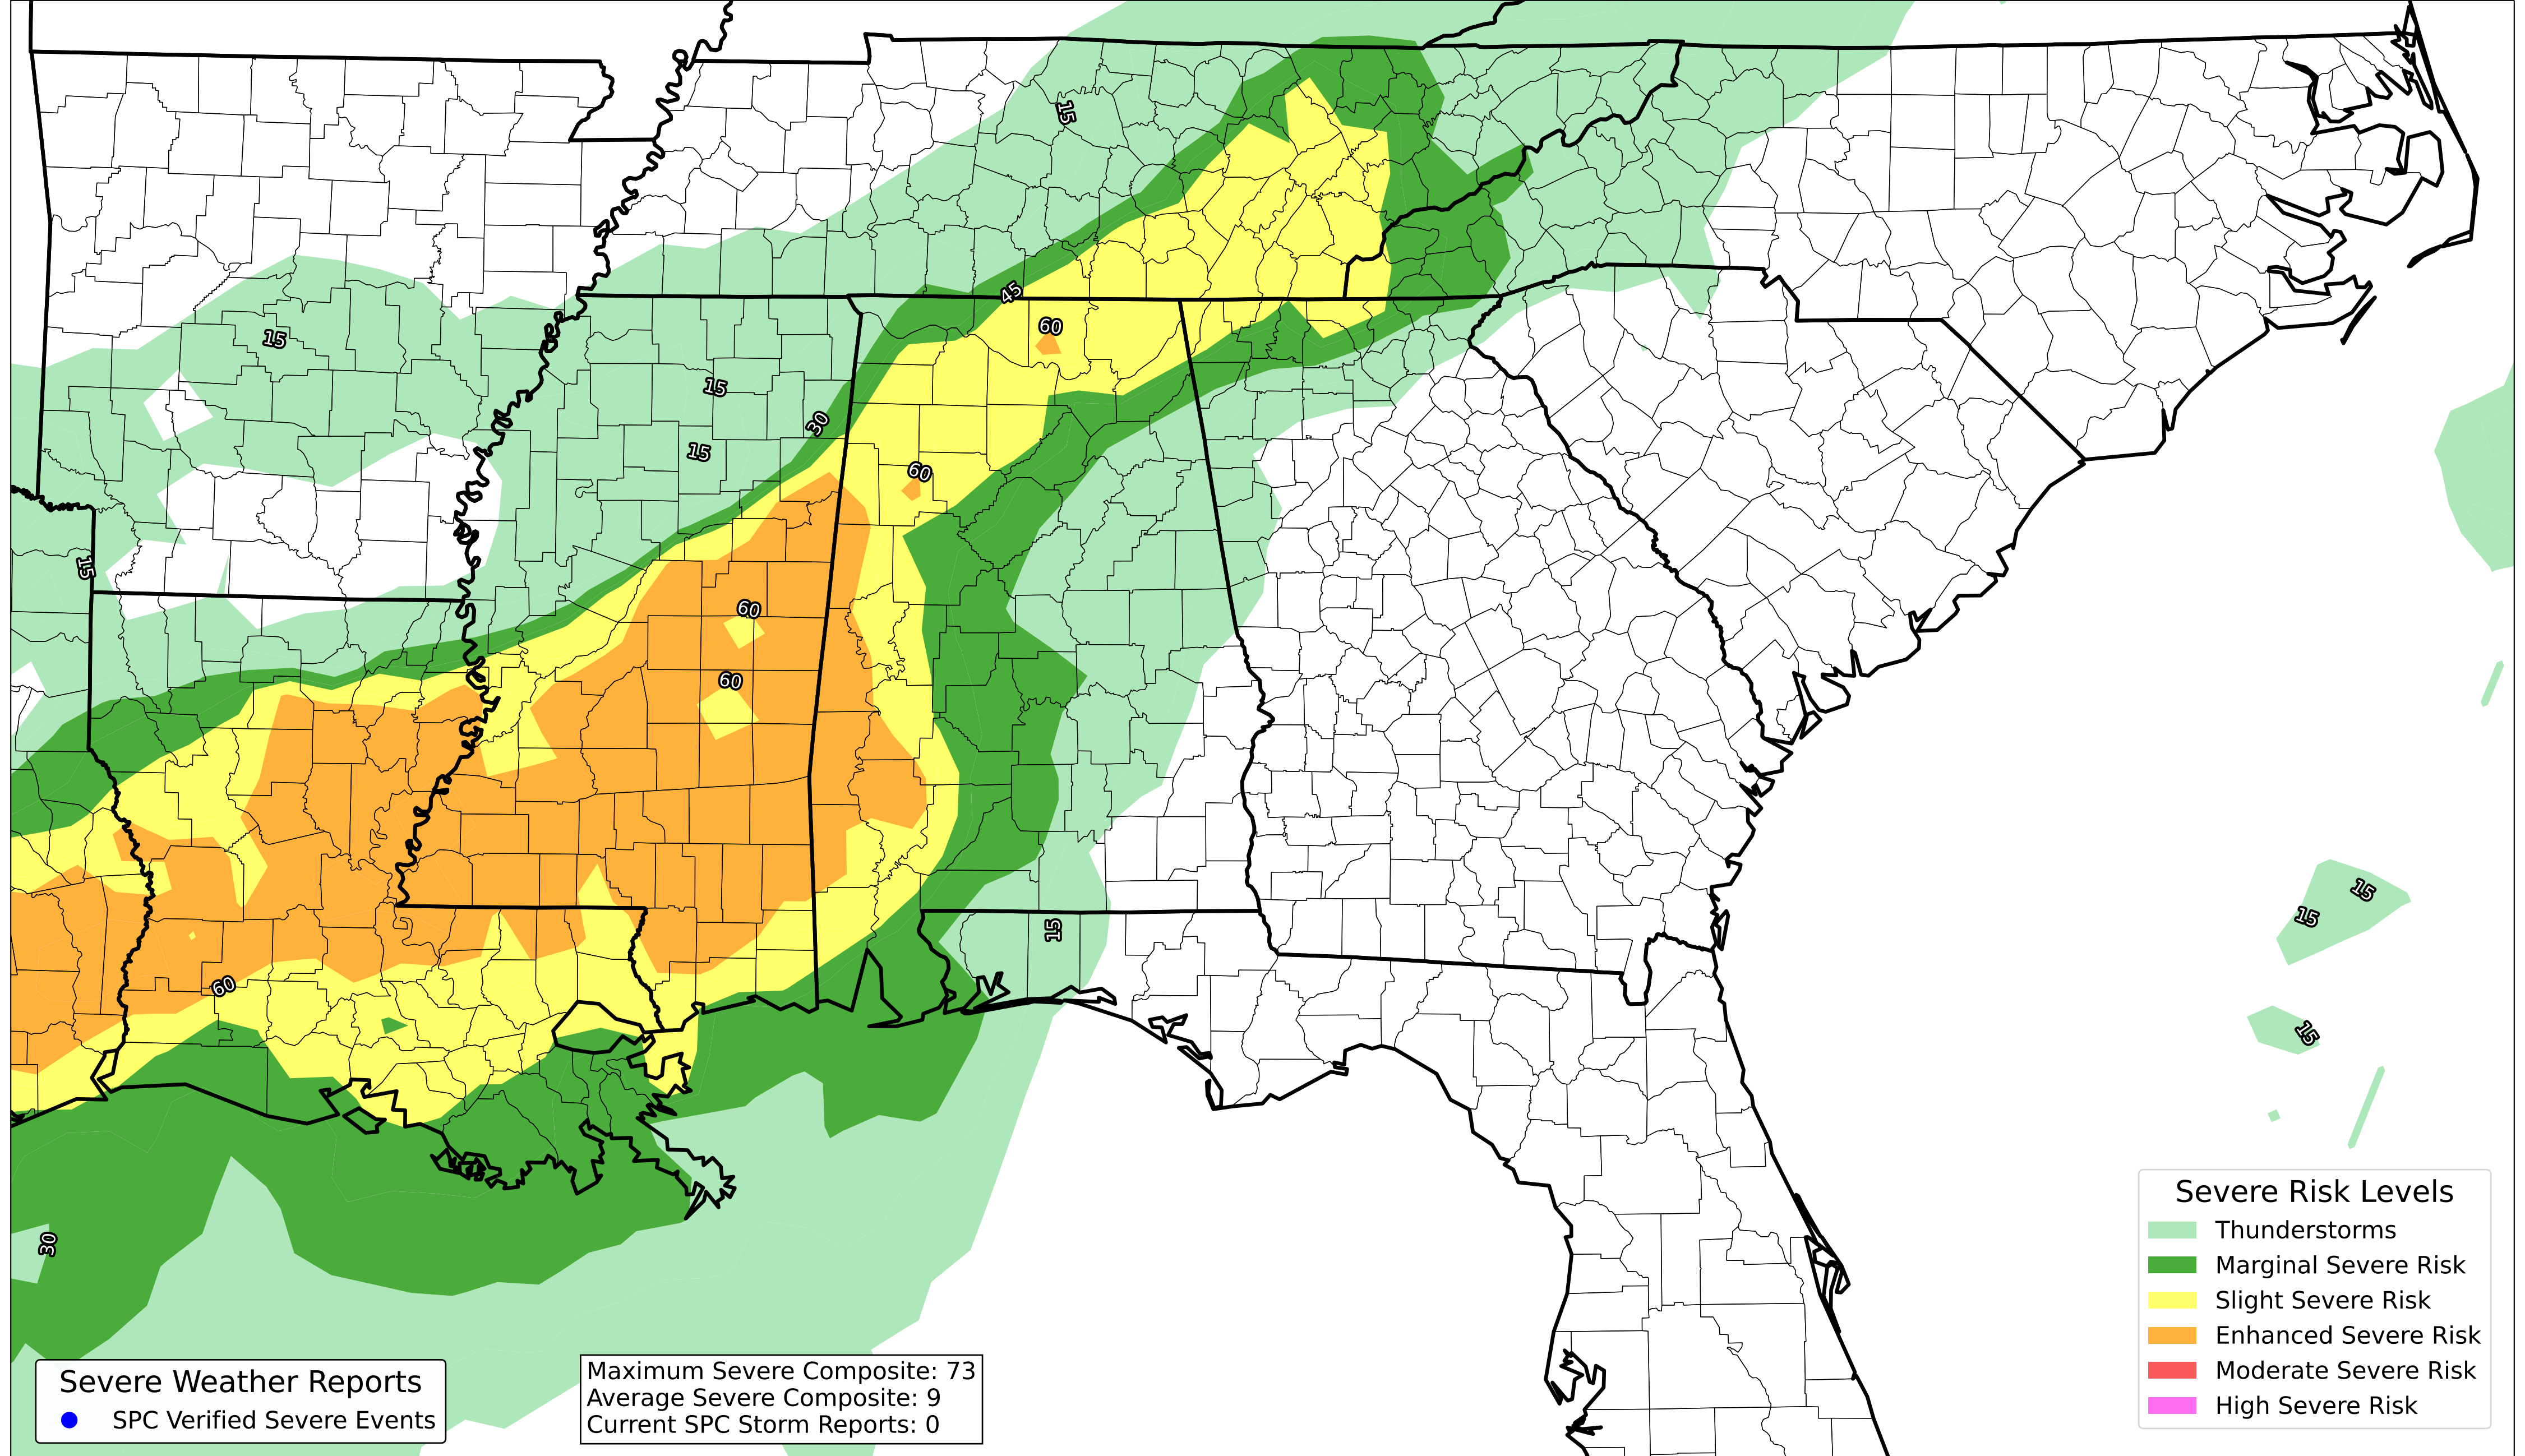 15
45
60
15
15
30
15
60
15
60
60
15
15
15
60
15
30
Severe Risk Levels
Thunderstorms
Marginal Severe Risk
Slight Severe Risk
Enhanced Severe Risk
Moderate Severe Risk
High Severe Risk
Severe Weather Reports
SPC Verified Severe Events
Maximum Severe Composite: 73
Average Severe Composite: 9
Current SPC Storm Reports: 0